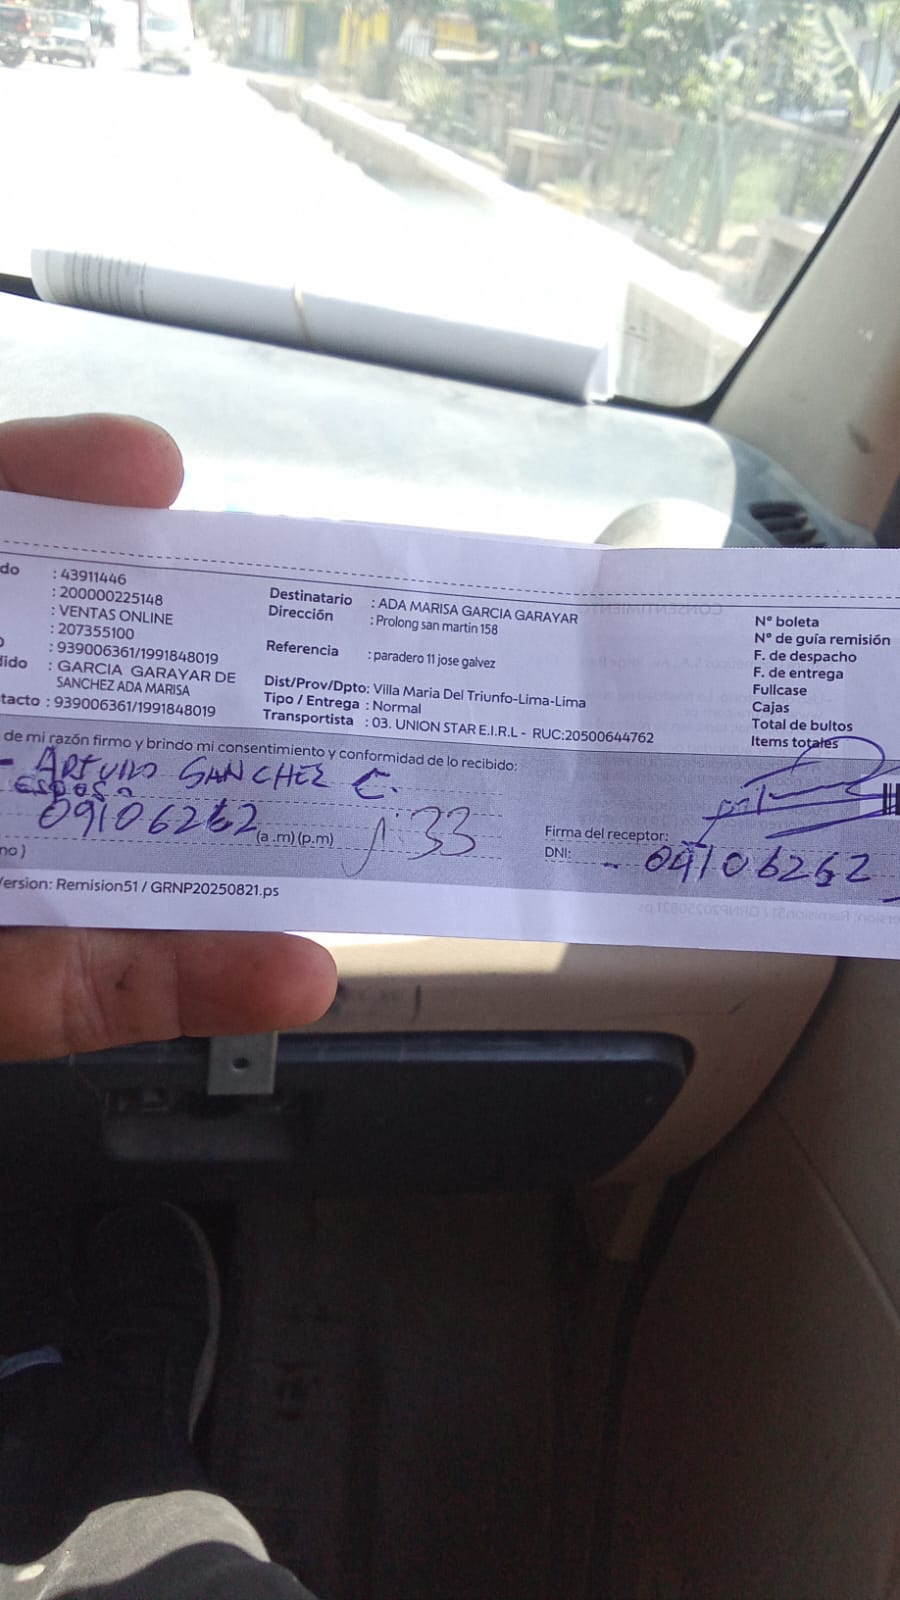 do : 43911446
: 200000225148
: VENTAS ONLINE
: 207355100
o : 939006361/1991848019
dido : GARCIA GARAYAR DE
SANCHEZ ADA MARISA
tacto : 939006361/1991848019
Destinatario : ADA MARISA GARCIA GARAYAR
Dirección : Prolong san martin 158
Referencia : paradero 11 jose galvez
Dist/Prov/Dpto: Villa Maria Del Triunfo-Lima-Lima
Tipo / Entrega : Normal
Transportista : 03. UNION STAR E.I.R.L - RUC:20500644762
N° boleta
N° de guía remisión
F. de despacho
F. de entrega
Fullcase
Cajas
Total de bultos
Items totales
de mi razón firmo y brindo mi consentimiento y conformidad de lo recibido:
- ARTURO SANCHEZ C.
ESPOSO
09106262 (a .m) (p.m) 1:33
no )
Firma del receptor:
DNI: - 09106262
Version: Remision51 / GRNP20250821.ps